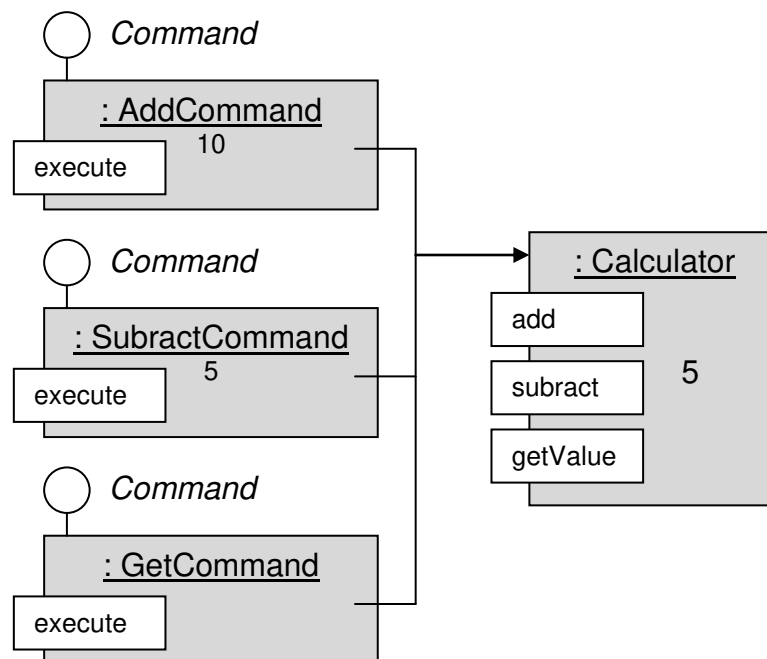 Command
: AddCommand
10
execute
Command
: SubractCommand
5
execute
Command
: GetCommand
execute
: Calculator
add
subract
5
getValue